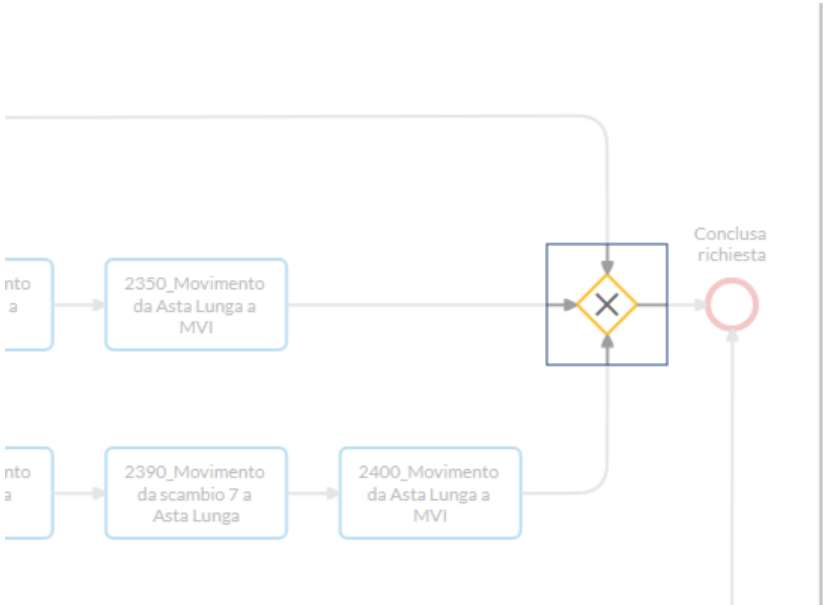 Conclusa
richiesta
nto
a
2350_Movimento
da Asta Lunga a
MVI
nto
a
2390_Movimento
da scambio 7 a
Asta Lunga
2400_Movimento
da Asta Lunga a
MVI